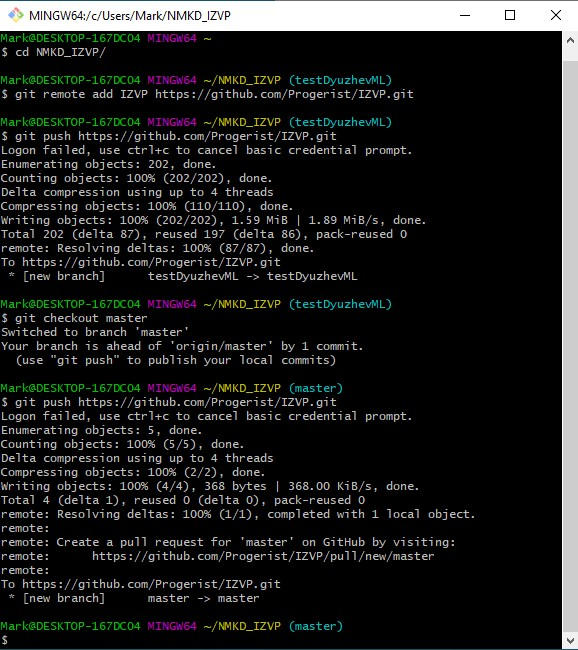 MINGW64:/c/Users/Mark/NMKD_IZVP
Mark@DESKTOP-167DCO4 MINGW64 ~
$ cd NMKD_IZVP/
Mark@DESKTOP-167DCO4 MINGW64 ~/NMKD_IZVP (testDyuzhevML)
$ git remote add IZVP https://github.com/Progerist/IZVP.git
Mark@DESKTOP-167DCO4 MINGW64 ~/NMKD_IZVP (testDyuzhevML)
$ git push https://github.com/Progerist/IZVP.git
Logon failed, use ctrl+c to cancel basic credential prompt.
Enumerating objects: 202, done.
Counting objects: 100% (202/202), done.
Delta compression using up to 4 threads
Compressing objects: 100% (110/110), done.
Writing objects: 100% (202/202), 1.59 MiB | 1.89 MiB/s, done.
Total 202 (delta 87), reused 197 (delta 86), pack-reused 0
remote: Resolving deltas: 100% (87/87), done.
To https://github.com/Progerist/IZVP.git
 * [new branch]      testDyuzhevML -> testDyuzhevML
Mark@DESKTOP-167DCO4 MINGW64 ~/NMKD_IZVP (testDyuzhevML)
$ git checkout master
Switched to branch 'master'
Your branch is ahead of 'origin/master' by 1 commit.
  (use "git push" to publish your local commits)
Mark@DESKTOP-167DCO4 MINGW64 ~/NMKD_IZVP (master)
$ git push https://github.com/Progerist/IZVP.git
Logon failed, use ctrl+c to cancel basic credential prompt.
Enumerating objects: 5, done.
Counting objects: 100% (5/5), done.
Delta compression using up to 4 threads
Compressing objects: 100% (2/2), done.
Writing objects: 100% (4/4), 368 bytes | 368.00 KiB/s, done.
Total 4 (delta 1), reused 0 (delta 0), pack-reused 0
remote: Resolving deltas: 100% (1/1), completed with 1 local object.
remote:
remote: Create a pull request for 'master' on GitHub by visiting:
remote:      https://github.com/Progerist/IZVP/pull/new/master
remote:
To https://github.com/Progerist/IZVP.git
 * [new branch]      master -> master
Mark@DESKTOP-167DCO4 MINGW64 ~/NMKD_IZVP (master)
$